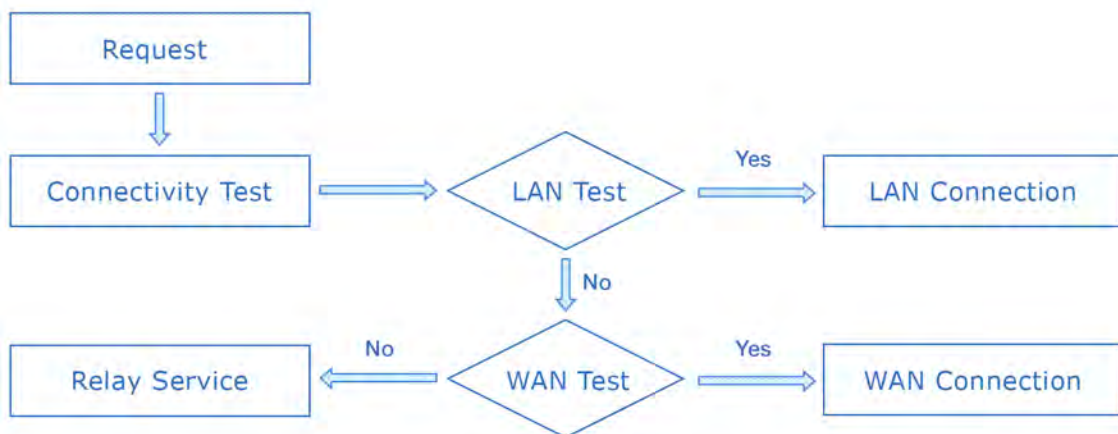 Request
Connectivity Test
LAN Test
Yes
LAN Connection
No
Relay Service
No
WAN Test
Yes
WAN Connection